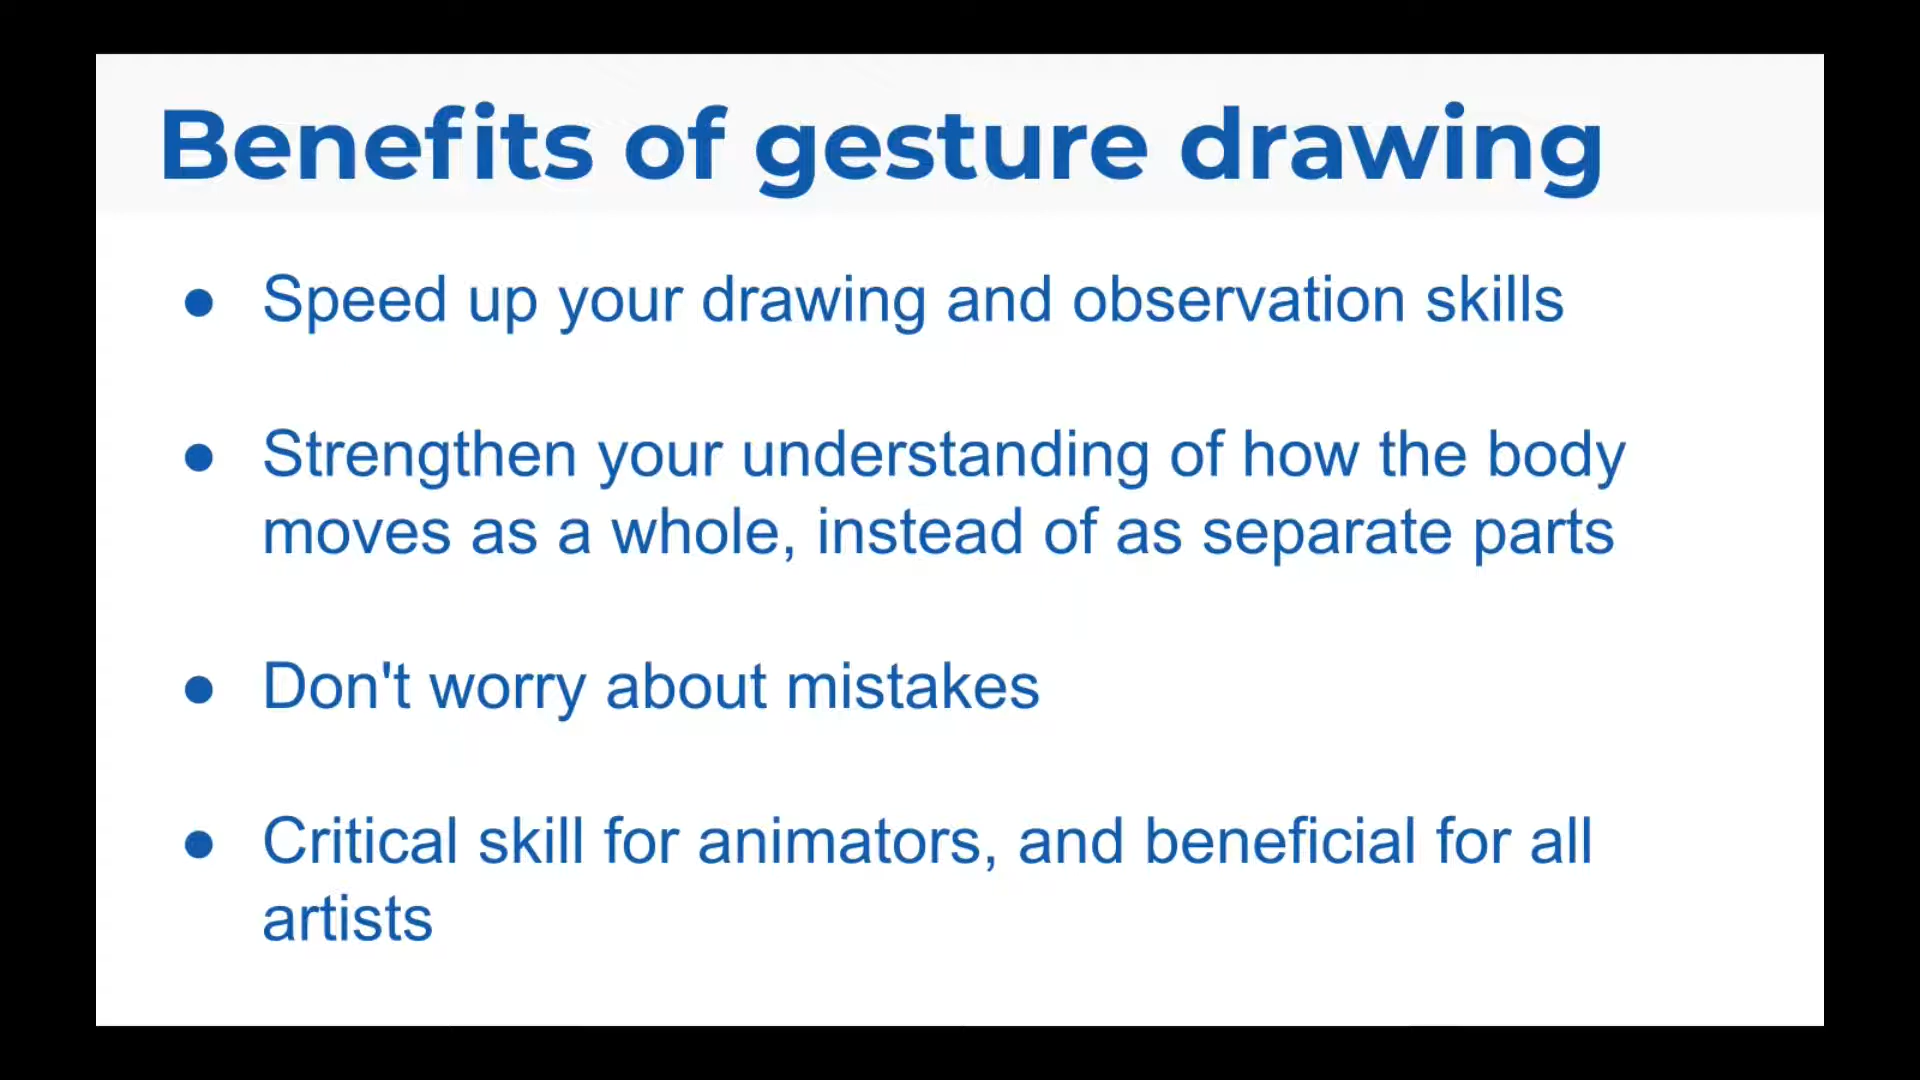 Benefits of gesture drawing
● Speed up your drawing and observation skills
● Strengthen your understanding of how the body
moves as a whole, instead of as separate parts
● Don't worry about mistakes
● Critical skill for animators, and beneficial for all
artists